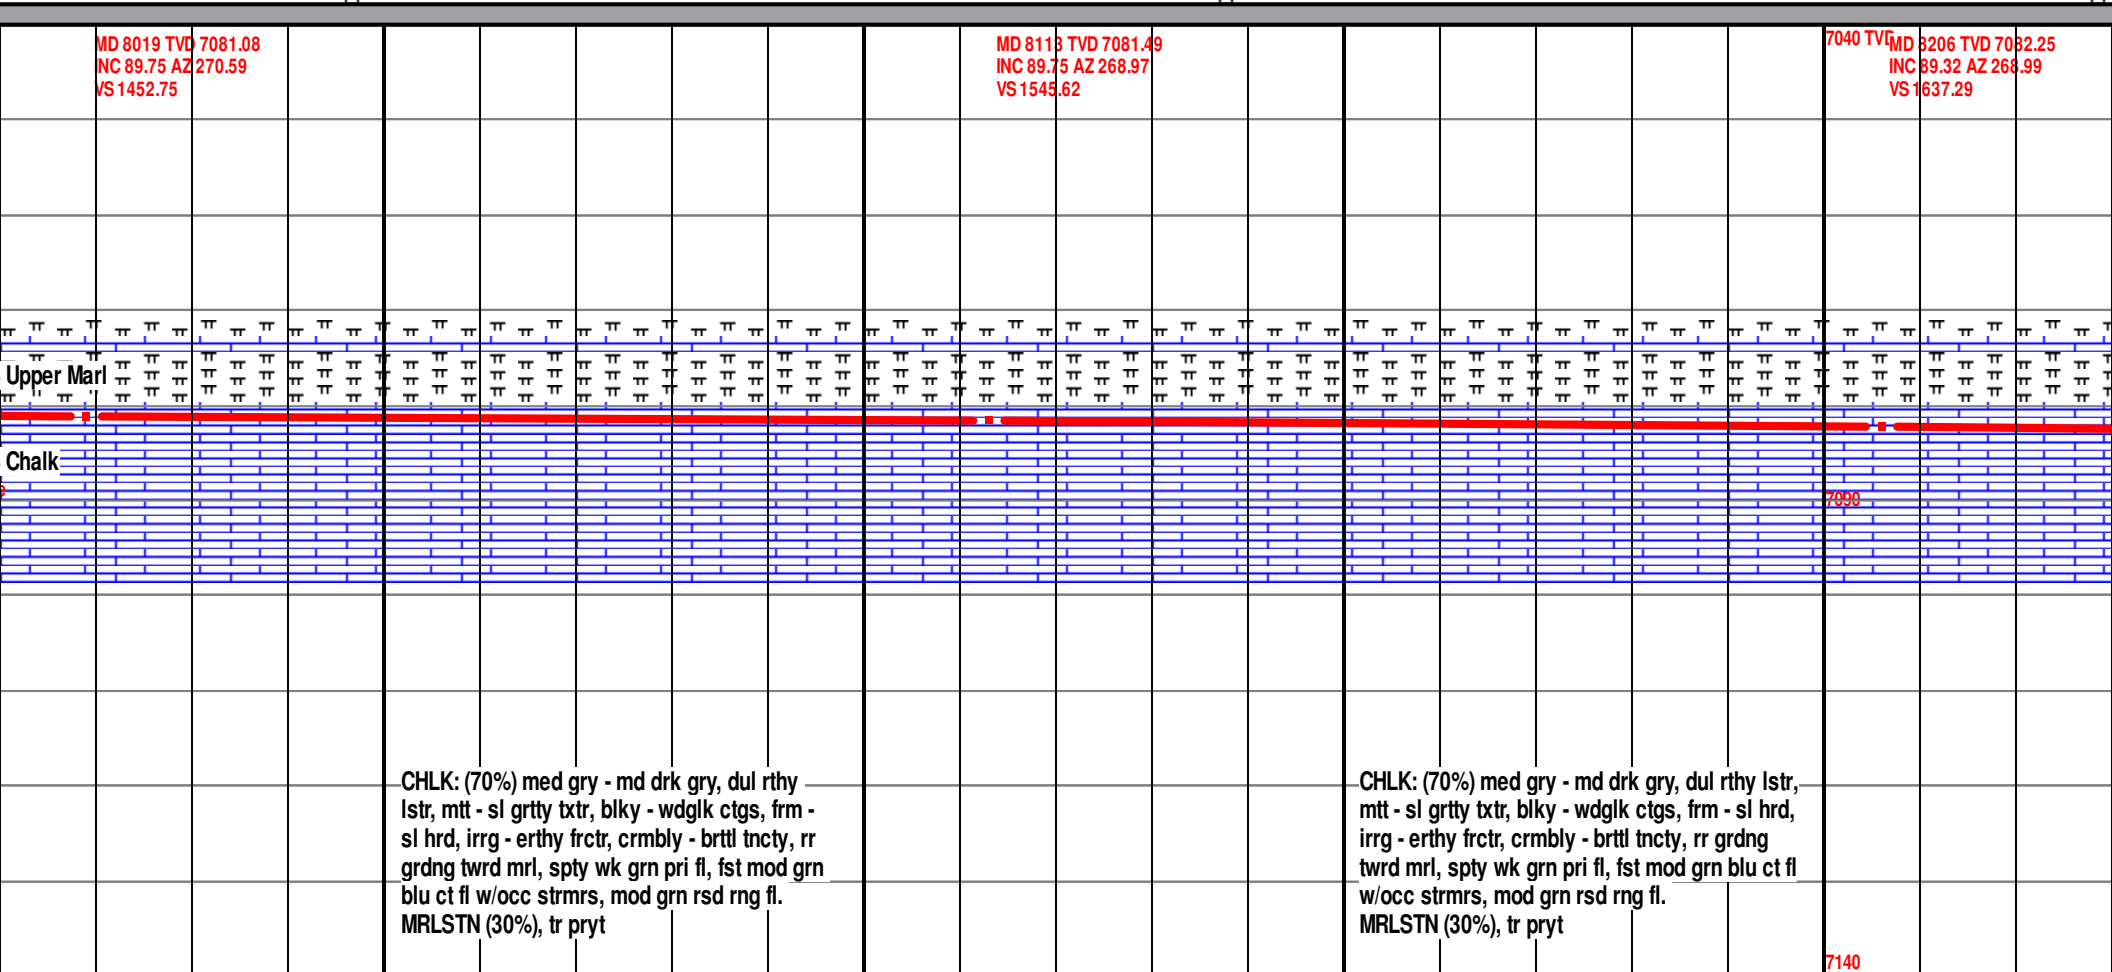 MD 8019 TVD 7081.08
INC 89.75 AZ 270.59
VS 1452.75
MD 8113 TVD 7081.49
INC 89.75 AZ 268.97
VS 1545.62
7040 TVD
MD 8206 TVD 7082.25
INC 89.32 AZ 268.99
VS 1637.29
Upper Marl
Chalk
7090
CHLK: (70%) med gry - md drk gry, dul rthy
lstr, mtt - sl grtty txtr, blky - wdglk ctgs, frm -
sl hrd, irrg - erthy frctr, crmbly - brttl tncty, rr
grdng twrd mrl, spty wk grn pri fl, fst mod grn
blu ct fl w/occ strmrs, mod grn rsd rng fl.
MRLSTN (30%), tr pryt
CHLK: (70%) med gry - md drk gry, dul rthy lstr,
mtt - sl grtty txtr, blky - wdglk ctgs, frm - sl hrd,
irrg - erthy frctr, crmbly - brttl tncty, rr grdng
twrd mrl, spty wk grn pri fl, fst mod grn blu ct fl
w/occ strmrs, mod grn rsd rng fl.
MRLSTN (30%), tr pryt
7140